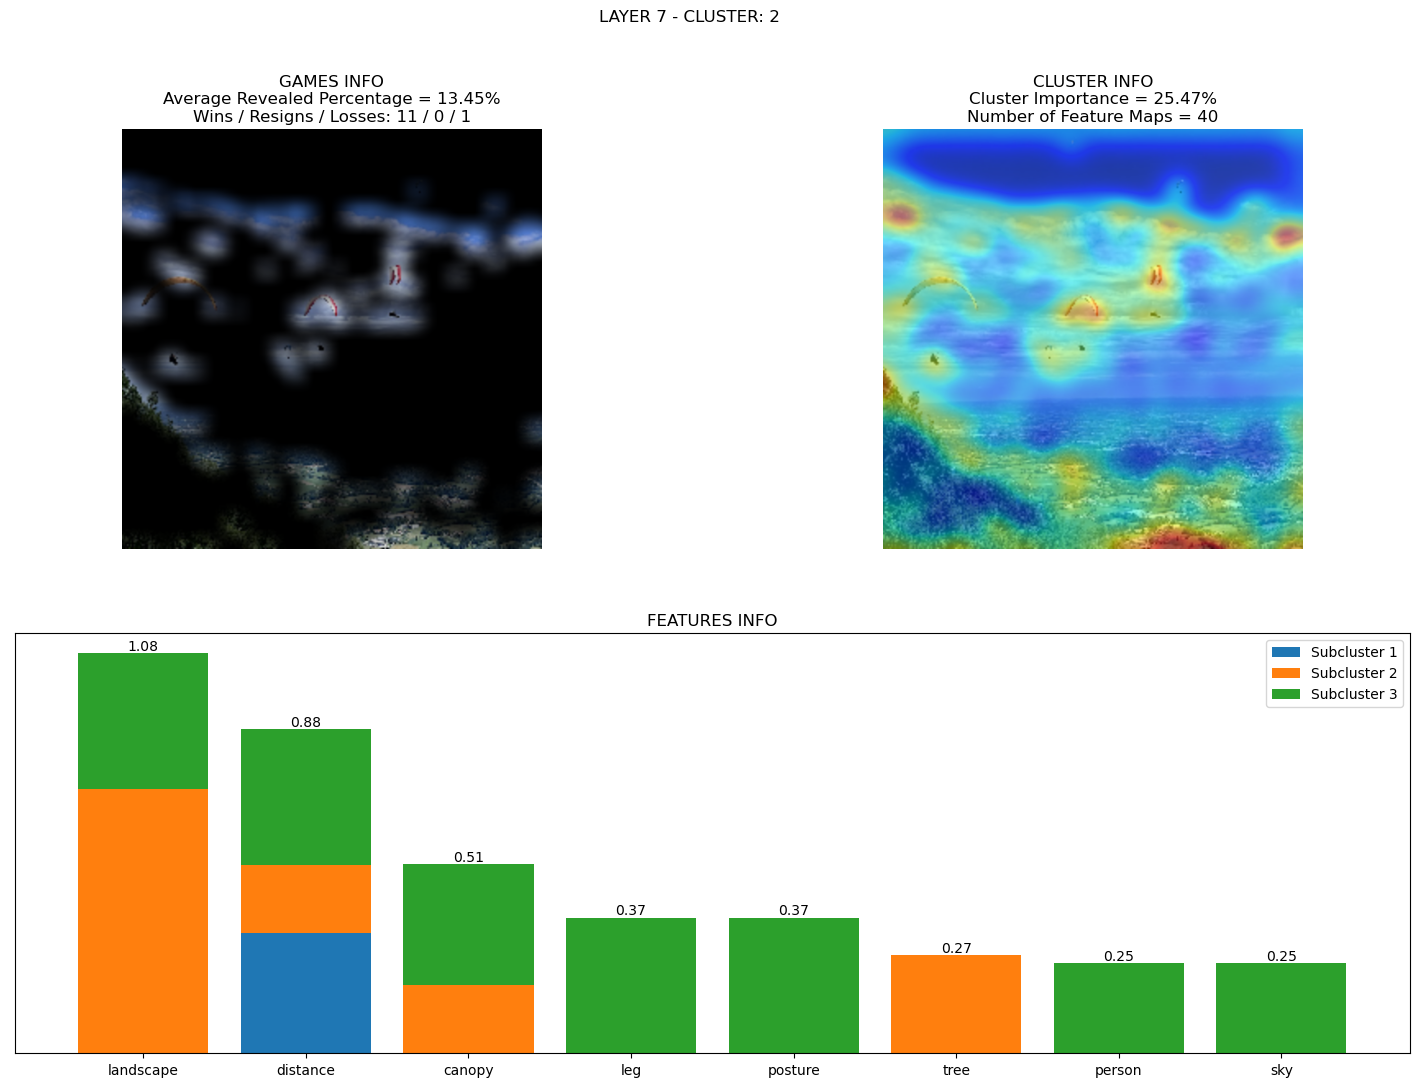 LAYER 7 - CLUSTER: 2
GAMES INFO
Average Revealed Percentage = 13.45%
Wins / Resigns / Losses: 11 / 0 / 1
CLUSTER INFO
Cluster Importance = 25.47%
Number of Feature Maps = 40
FEATURES INFO
1.08
0.88
0.51
0.37
0.37
0.27
0.25
0.25
Subcluster 1
Subcluster 2
Subcluster 3
landscape
distance
canopy
leg
posture
tree
person
sky